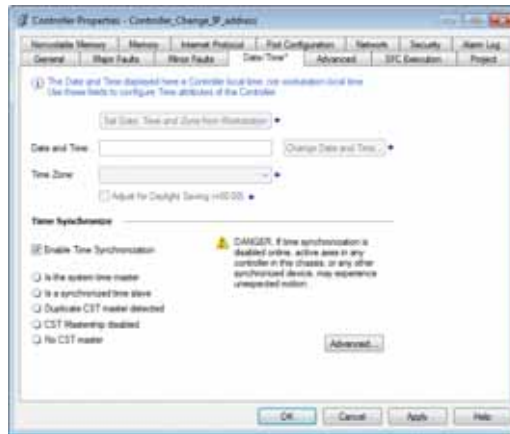 Controller Properties - Controller_Change_IP_address
Nonvolatile Memory Memory Internet Protocol Port Configuration Network Security Alarm Log
General Major Faults Minor Faults Date/Time* Advanced SFC Execution Project
The Date and Time displayed here is Controller local time, not workstation local time.
Use these fields to configure Time attributes of the Controller.
Set Date, Time and Zone from Workstation
Date and Time: Change Date and Time...
Time Zone:
Adjust for Daylight Saving (+00:00)
Time Synchronize
Enable Time Synchronization
DANGER. If time synchronization is
disabled online, active axes in any
controller in this chassis, or any other
synchronized device, may experience
unexpected motion.
Is the system time master
Is a synchronized time slave
Duplicate CST master detected
CST Mastership disabled
No CST master
Advanced...
OK Cancel Apply Help